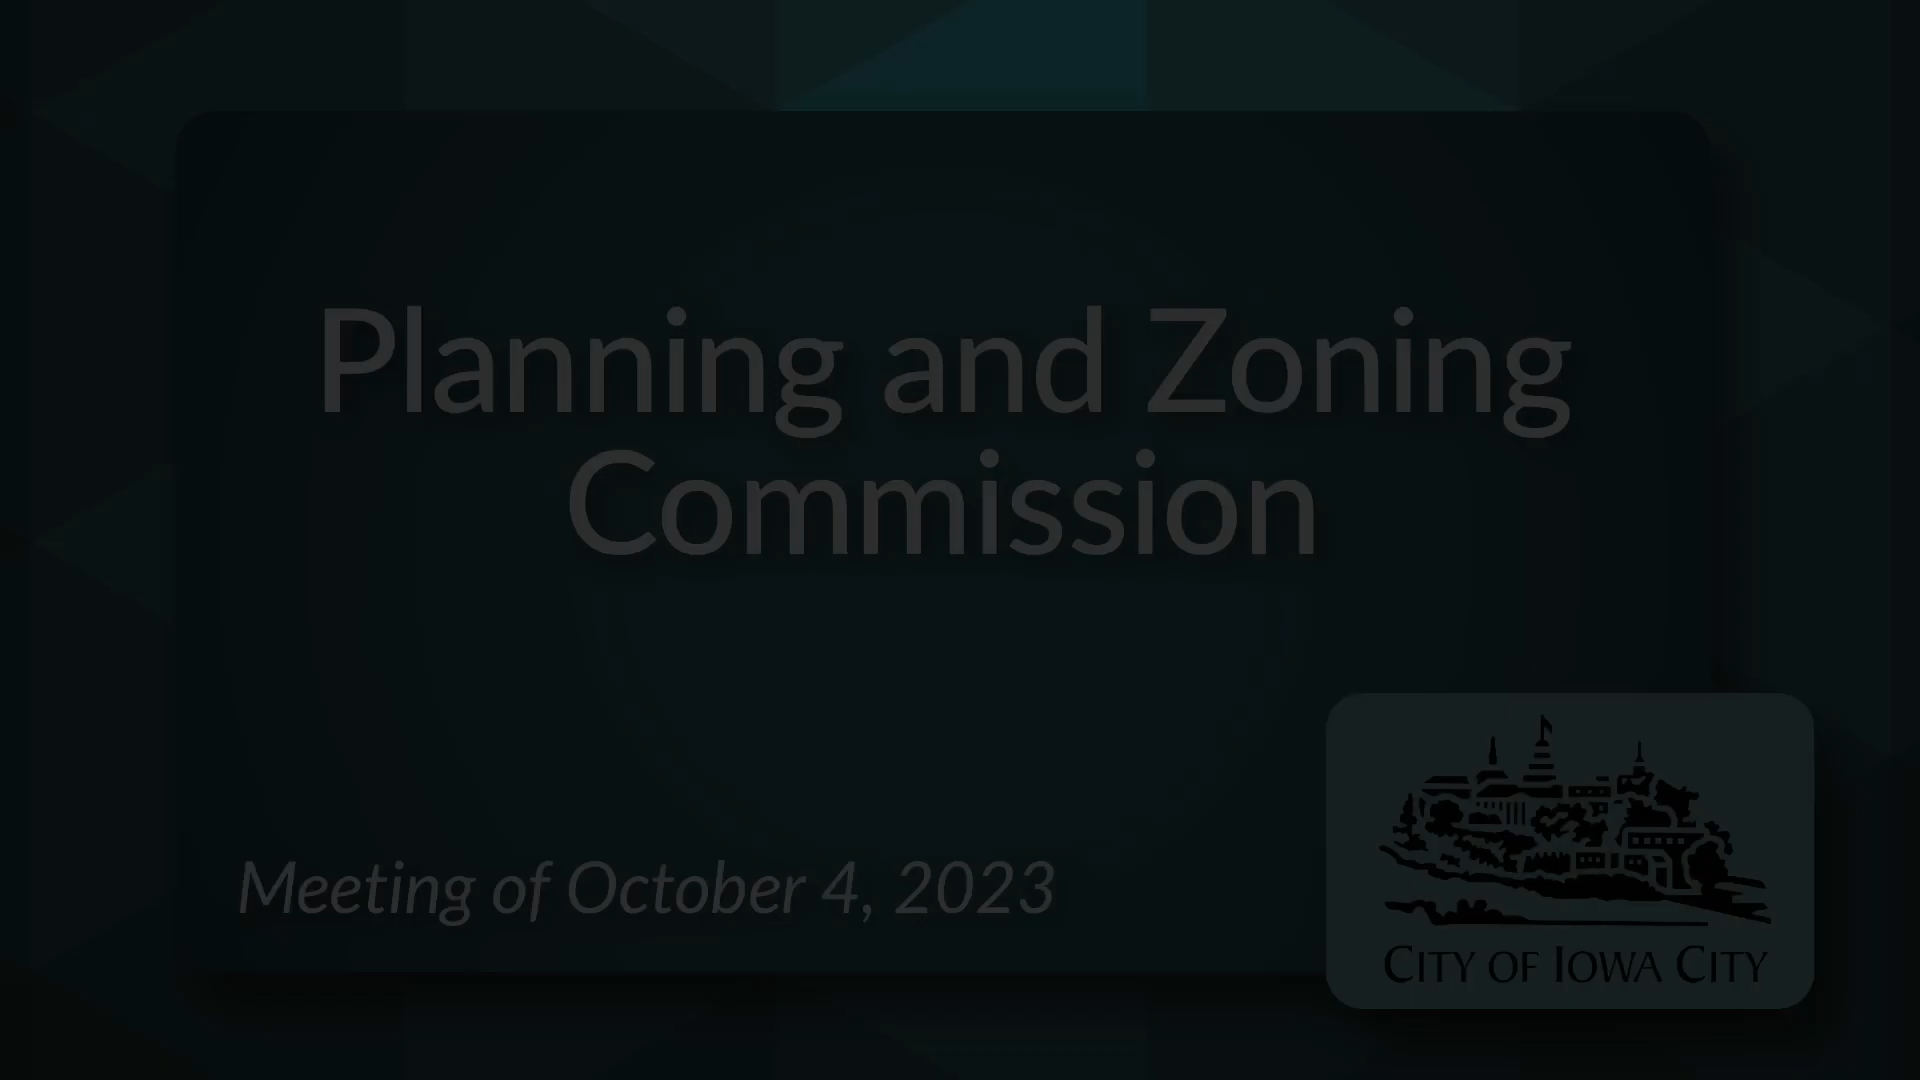 Planning and Zoning
Commission
Meeting of October 4, 2023
CITY OF IOWA CITY